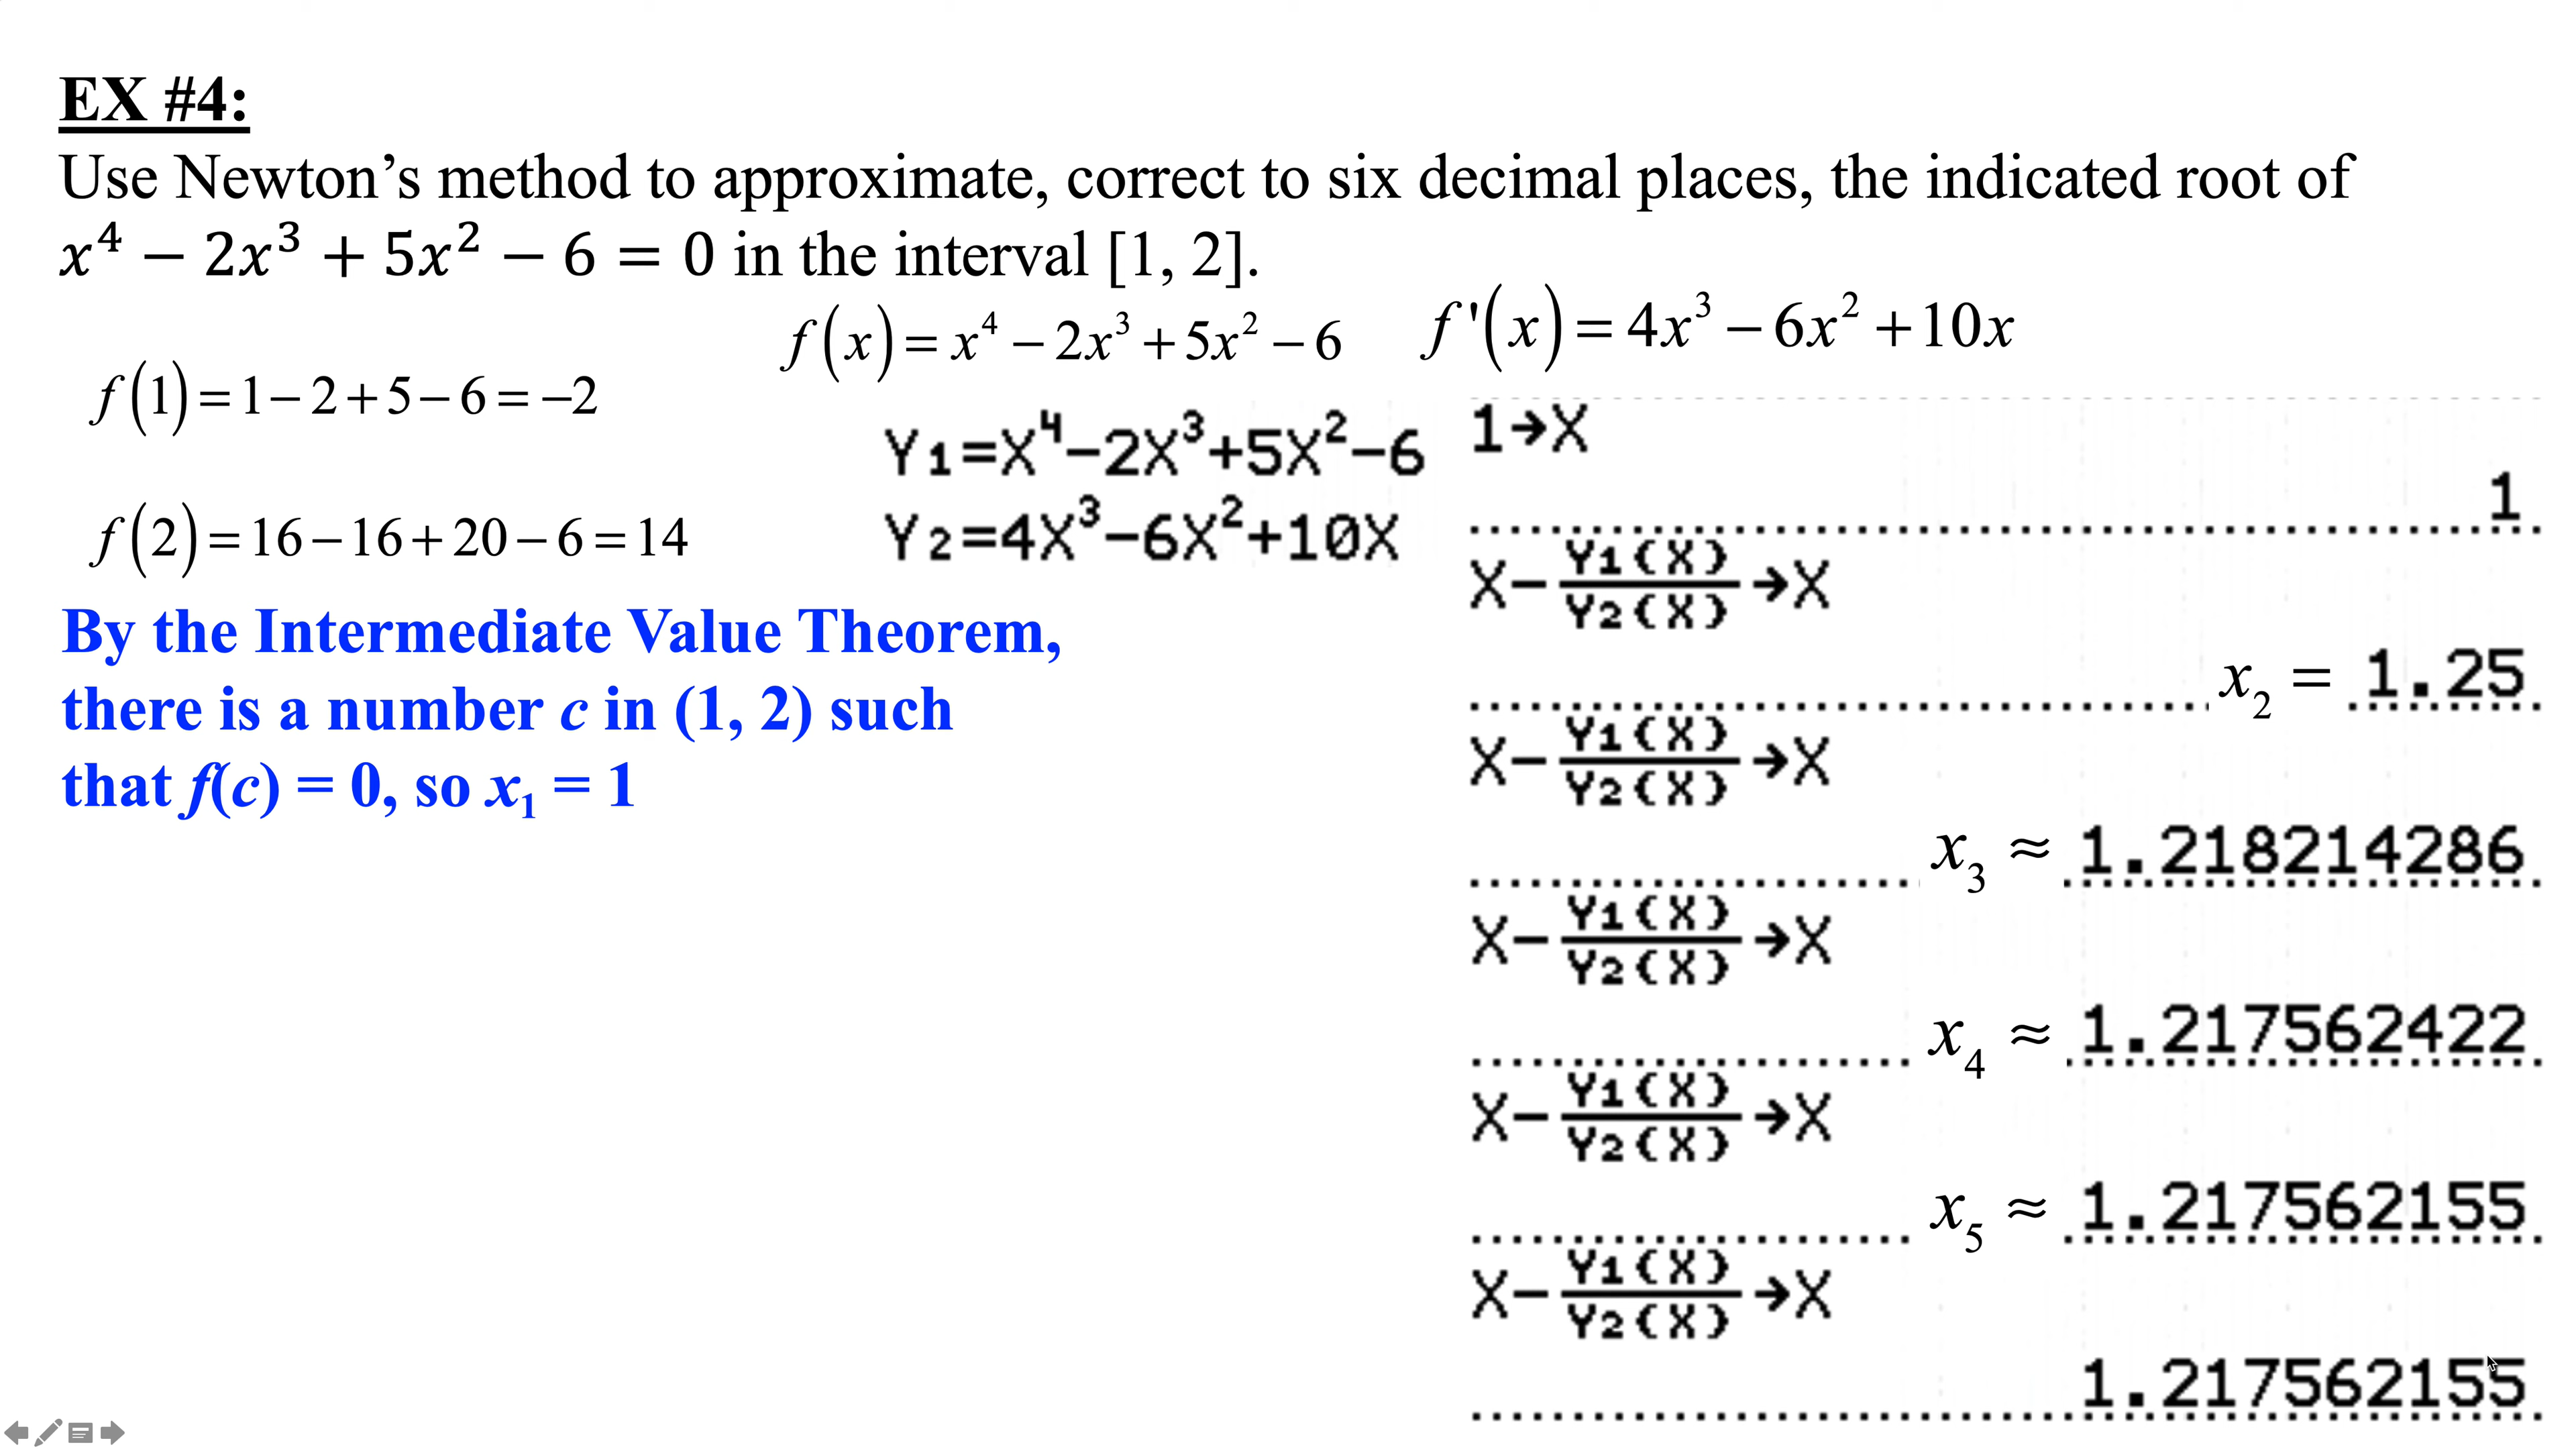 EX #4:
Use Newton’s method to approximate, correct to six decimal places, the indicated root of
x⁴ − 2x³ + 5x² − 6 = 0 in the interval [1, 2].
f(x) = x⁴ − 2x³ + 5x² − 6
f'(x) = 4x³ − 6x² + 10x
f(1) = 1 − 2 + 5 − 6 = −2
f(2) = 16 − 16 + 20 − 6 = 14
By the Intermediate Value Theorem,
there is a number c in (1, 2) such
that f(c) = 0, so x₁ = 1
Y₁=X⁴−2X³+5X²−6
Y₂=4X³−6X²+10X
1→X
1
X−Y₁(X)/Y₂(X)→X
x₂ = 1.25
X−Y₁(X)/Y₂(X)→X
x₃ ≈ 1.218214286
X−Y₁(X)/Y₂(X)→X
x₄ ≈ 1.217562422
X−Y₁(X)/Y₂(X)→X
x₅ ≈ 1.217562155
X−Y₁(X)/Y₂(X)→X
1.217562155